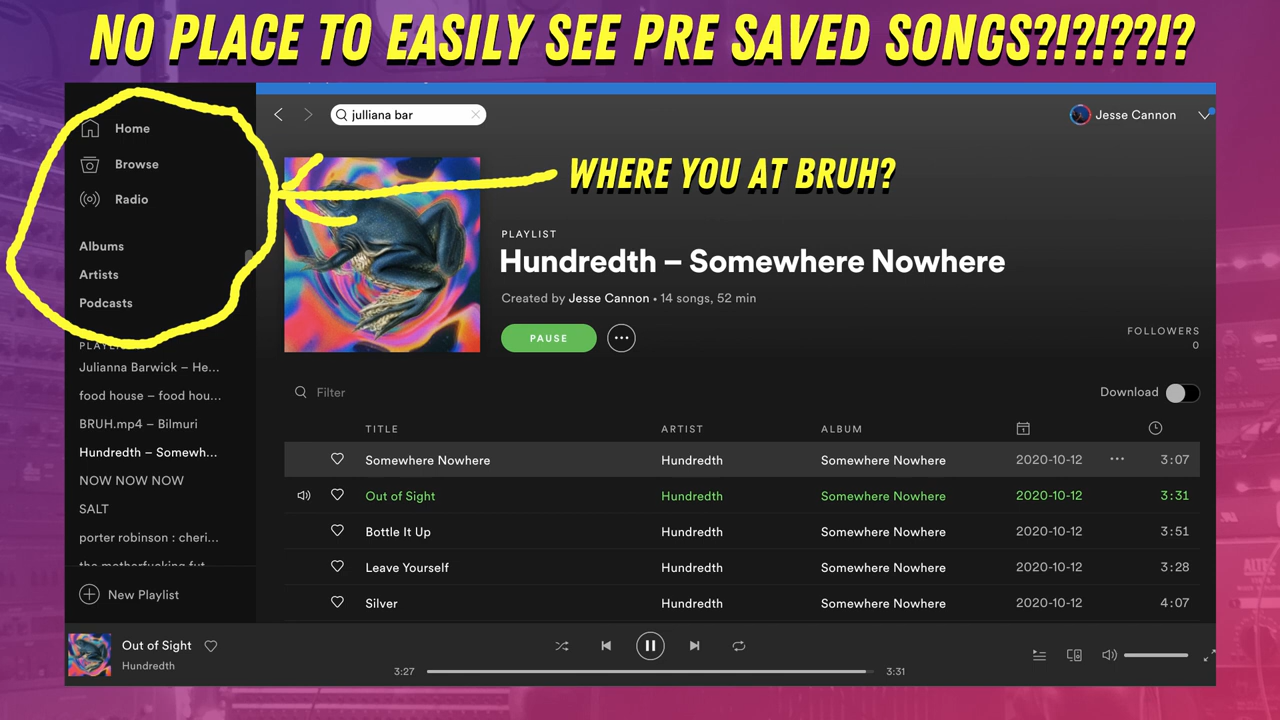 NO PLACE TO EASILY SEE PRE SAVED SONGS?!?!??!?
julliana bar
Jesse Cannon
Home
Browse
Radio
WHERE YOU AT BRUH?
Albums
Artists
Podcasts
PLAYLIST
Hundredth – Somewhere Nowhere
Created by Jesse Cannon • 14 songs, 52 min
PAUSE
FOLLOWERS
0
Julianna Barwick – He...
food house – food hou...
BRUH.mp4 – Bilmuri
Hundredth – Somewh...
NOW NOW NOW
SALT
porter robinson : cheri...
New Playlist
Filter
Download
TITLE ARTIST ALBUM
Somewhere Nowhere Hundredth Somewhere Nowhere 2020-10-12 3:07
Out of Sight Hundredth Somewhere Nowhere 2020-10-12 3:31
Bottle It Up Hundredth Somewhere Nowhere 2020-10-12 3:51
Leave Yourself Hundredth Somewhere Nowhere 2020-10-12 3:28
Silver Hundredth Somewhere Nowhere 2020-10-12 4:07
Out of Sight
Hundredth
3:27
3:31